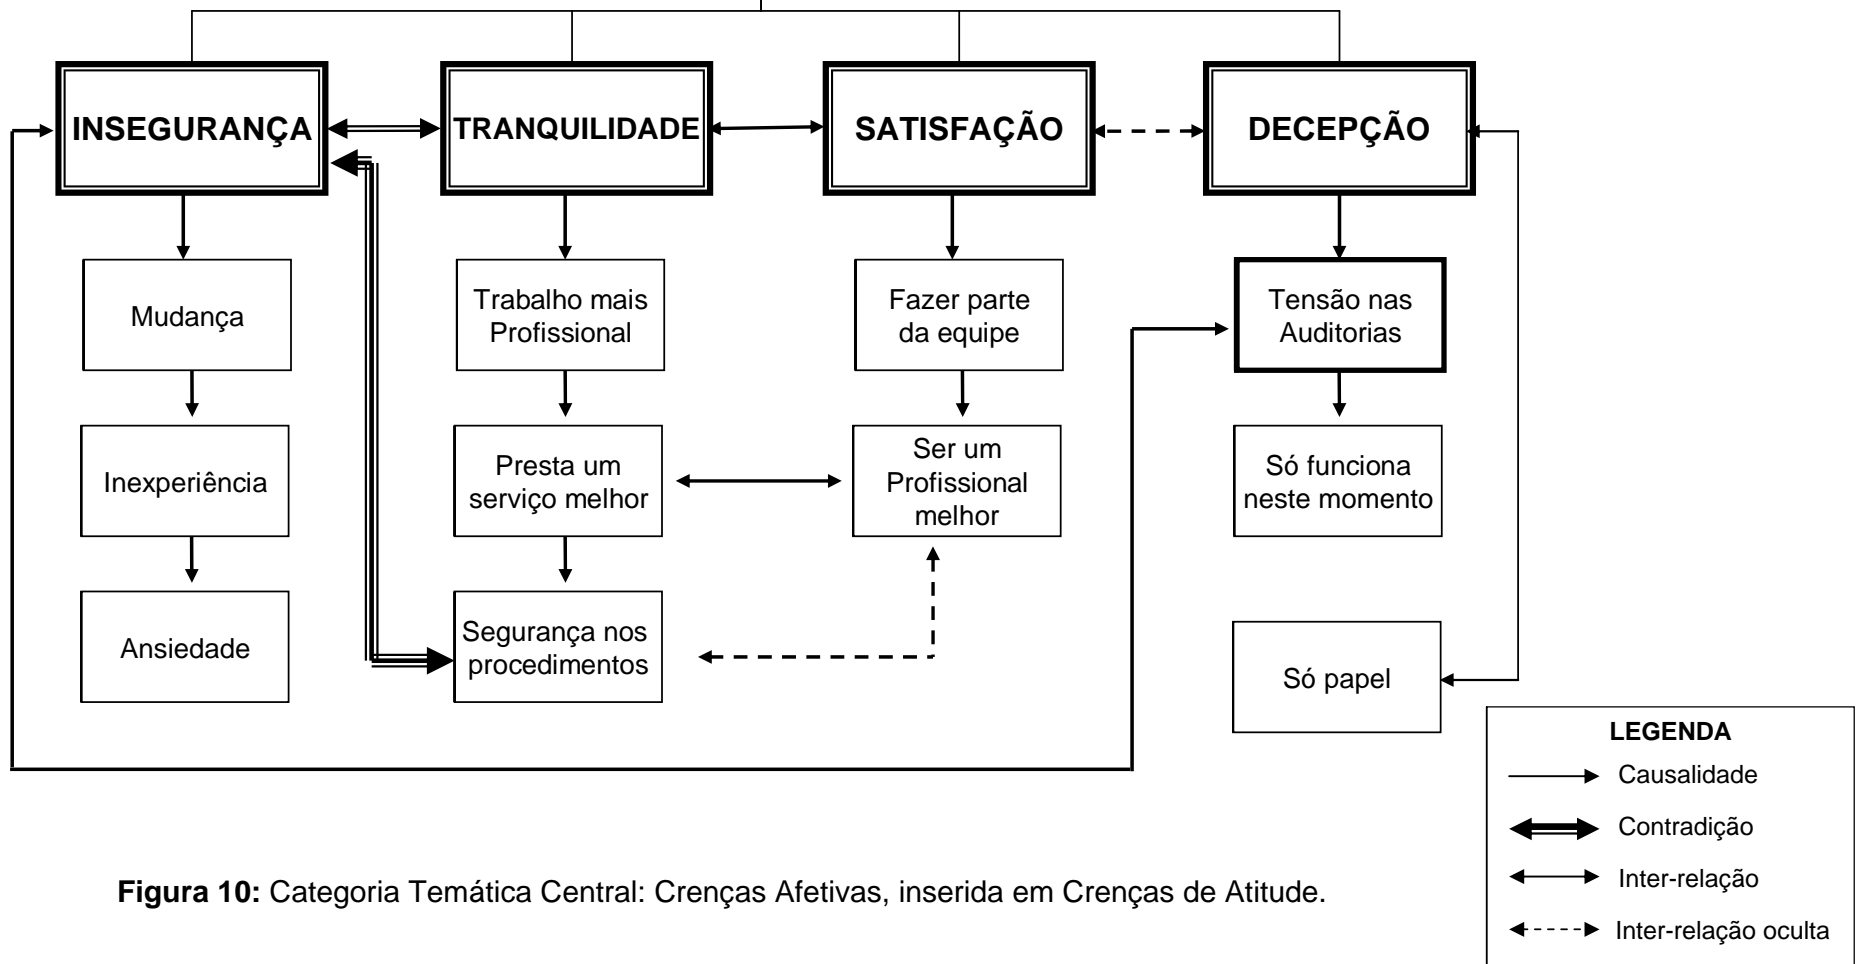 INSEGURANÇA
TRANQUILIDADE
SATISFAÇÃO
DECEPÇÃO
Mudança
Trabalho mais
Profissional
Fazer parte
da equipe
Tensão nas
Auditorias
Inexperiência
Presta um
serviço melhor
Ser um
Profissional
melhor
Só funciona
neste momento
Ansiedade
Segurança nos
procedimentos
Só papel
LEGENDA
Causalidade
Contradição
Inter-relação
Inter-relação oculta
Figura 10: Categoria Temática Central: Crenças Afetivas, inserida em Crenças de Atitude.